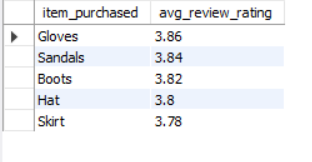 item_purchased avg_review_rating
Gloves 3.86
Sandals 3.84
Boots 3.82
Hat 3.8
Skirt 3.78